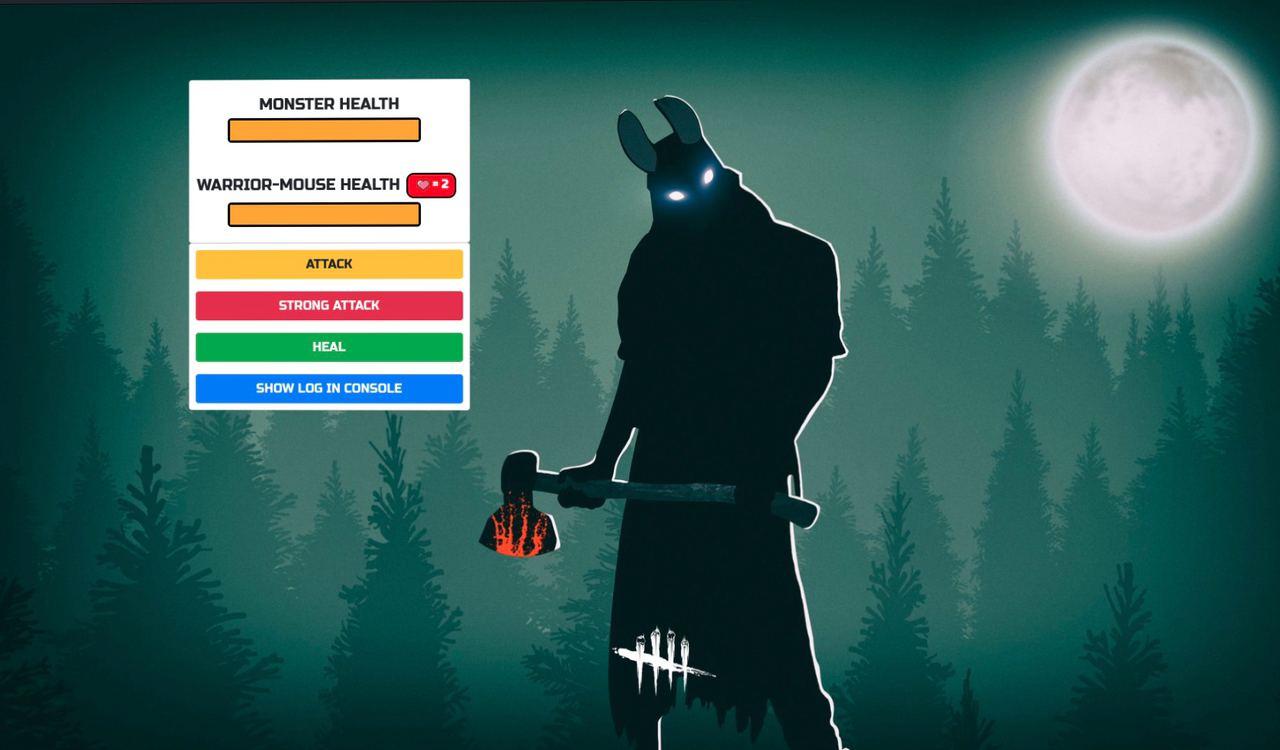 MONSTER HEALTH
WARRIOR-MOUSE HEALTH ❤ = 2
ATTACK
STRONG ATTACK
HEAL
SHOW LOG IN CONSOLE